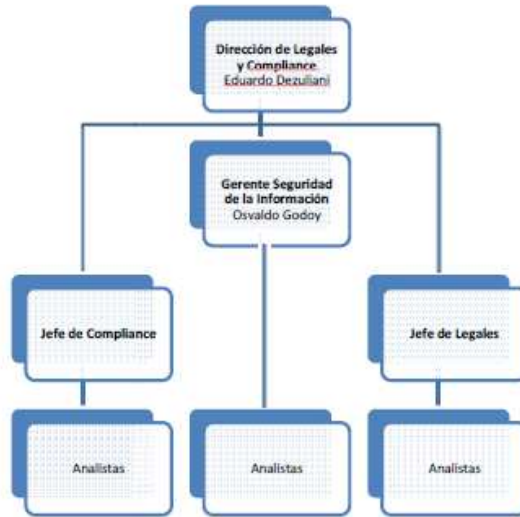 Dirección de Legales
y Compliance
Eduardo Dezuliani
Gerente Seguridad
de la Información
Osvaldo Godoy
Jefe de Compliance
Jefe de Legales
Analistas
Analistas
Analistas